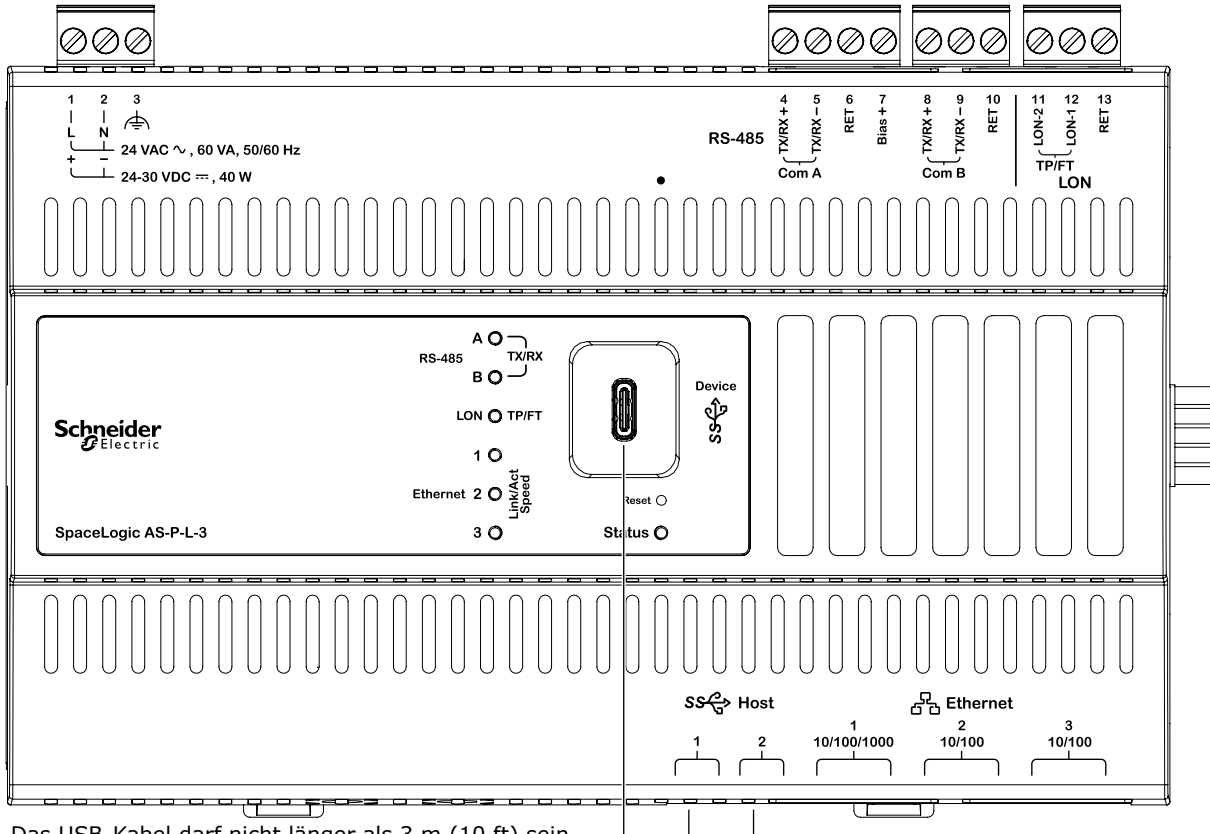 1 2 3
L N
24 VAC ∿ , 60 VA, 50/60 Hz
+ −
24-30 VDC ⎓ , 40 W
RS-485
4 5 6 7 8 9 10 11 12 13
TX/RX +
TX/RX −
RET
Bias +
TX/RX +
TX/RX −
RET
LON-2
LON-1
RET
Com A
Com B
TP/FT
LON
A
RS-485 TX/RX
B
LON TP/FT
1
Ethernet 2
3
Link/Act
Speed
Device
SS
Reset
Status
Schneider
Electric
SpaceLogic AS-P-L-3
SS Host
1 2
Ethernet
1
10/100/1000
2
10/100
3
10/100
Das USB-Kabel darf nicht länger als 3 m (10 ft) sein